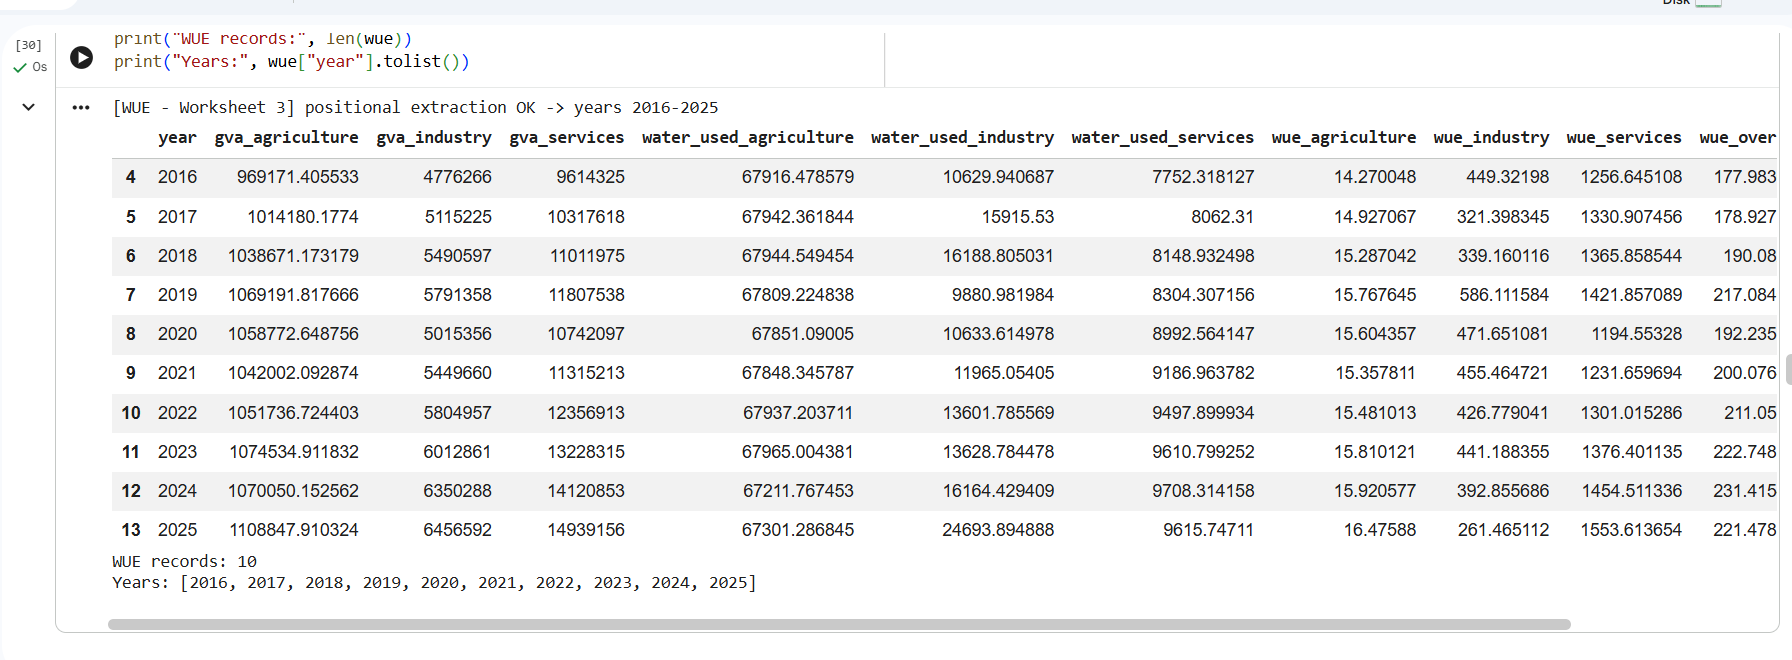 Disk
[30]
print("WUE records:", len(wue))
0s
print("Years:", wue["year"].tolist())
[WUE - Worksheet 3] positional extraction OK -> years 2016-2025
year gva_agriculture gva_industry gva_services water_used_agriculture water_used_industry water_used_services wue_agriculture wue_industry wue_services wue_over
4 2016 969171.405533 4776266 9614325 67916.478579 10629.940687 7752.318127 14.270048 449.32198 1256.645108 177.983
5 2017 1014180.1774 5115225 10317618 67942.361844 15915.53 8062.31 14.927067 321.398345 1330.907456 178.927
6 2018 1038671.173179 5490597 11011975 67944.549454 16188.805031 8148.932498 15.287042 339.160116 1365.858544 190.08
7 2019 1069191.817666 5791358 11807538 67809.224838 9880.981984 8304.307156 15.767645 586.111584 1421.857089 217.084
8 2020 1058772.648756 5015356 10742097 67851.09005 10633.614978 8992.564147 15.604357 471.651081 1194.55328 192.235
9 2021 1042002.092874 5449660 11315213 67848.345787 11965.05405 9186.963782 15.357811 455.464721 1231.659694 200.076
10 2022 1051736.724403 5804957 12356913 67937.203711 13601.785569 9497.899934 15.481013 426.779041 1301.015286 211.05
11 2023 1074534.911832 6012861 13228315 67965.004381 13628.784478 9610.799252 15.810121 441.188355 1376.401135 222.748
12 2024 1070050.152562 6350288 14120853 67211.767453 16164.429409 9708.314158 15.920577 392.855686 1454.511336 231.415
13 2025 1108847.910324 6456592 14939156 67301.286845 24693.894888 9615.74711 16.47588 261.465112 1553.613654 221.478
WUE records: 10
Years: [2016, 2017, 2018, 2019, 2020, 2021, 2022, 2023, 2024, 2025]